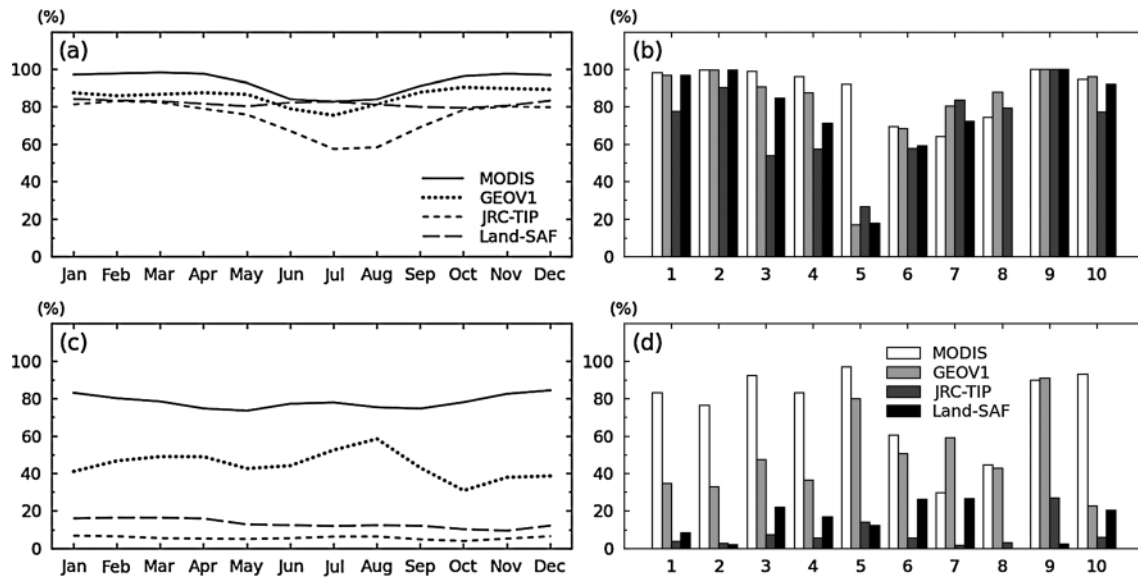 (%)
(a)
100
80
60
40
20
0
MODIS
GEOV1
JRC-TIP
Land-SAF
Jan Feb Mar Apr May Jun Jul Aug Sep Oct Nov Dec
(%)
(b)
100
80
60
40
20
0
1 2 3 4 5 6 7 8 9 10
(%)
(c)
100
80
60
40
20
0
Jan Feb Mar Apr May Jun Jul Aug Sep Oct Nov Dec
(%)
(d)
100
80
60
40
20
0
MODIS
GEOV1
JRC-TIP
Land-SAF
1 2 3 4 5 6 7 8 9 10